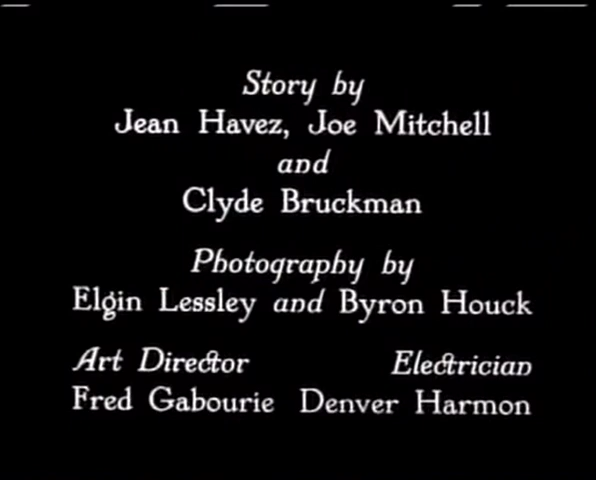 Story by
Jean Havez, Joe Mitchell
and
Clyde Bruckman
Photography by
Elgin Lessley and Byron Houck
Art Director Electrician
Fred Gabourie Denver Harmon